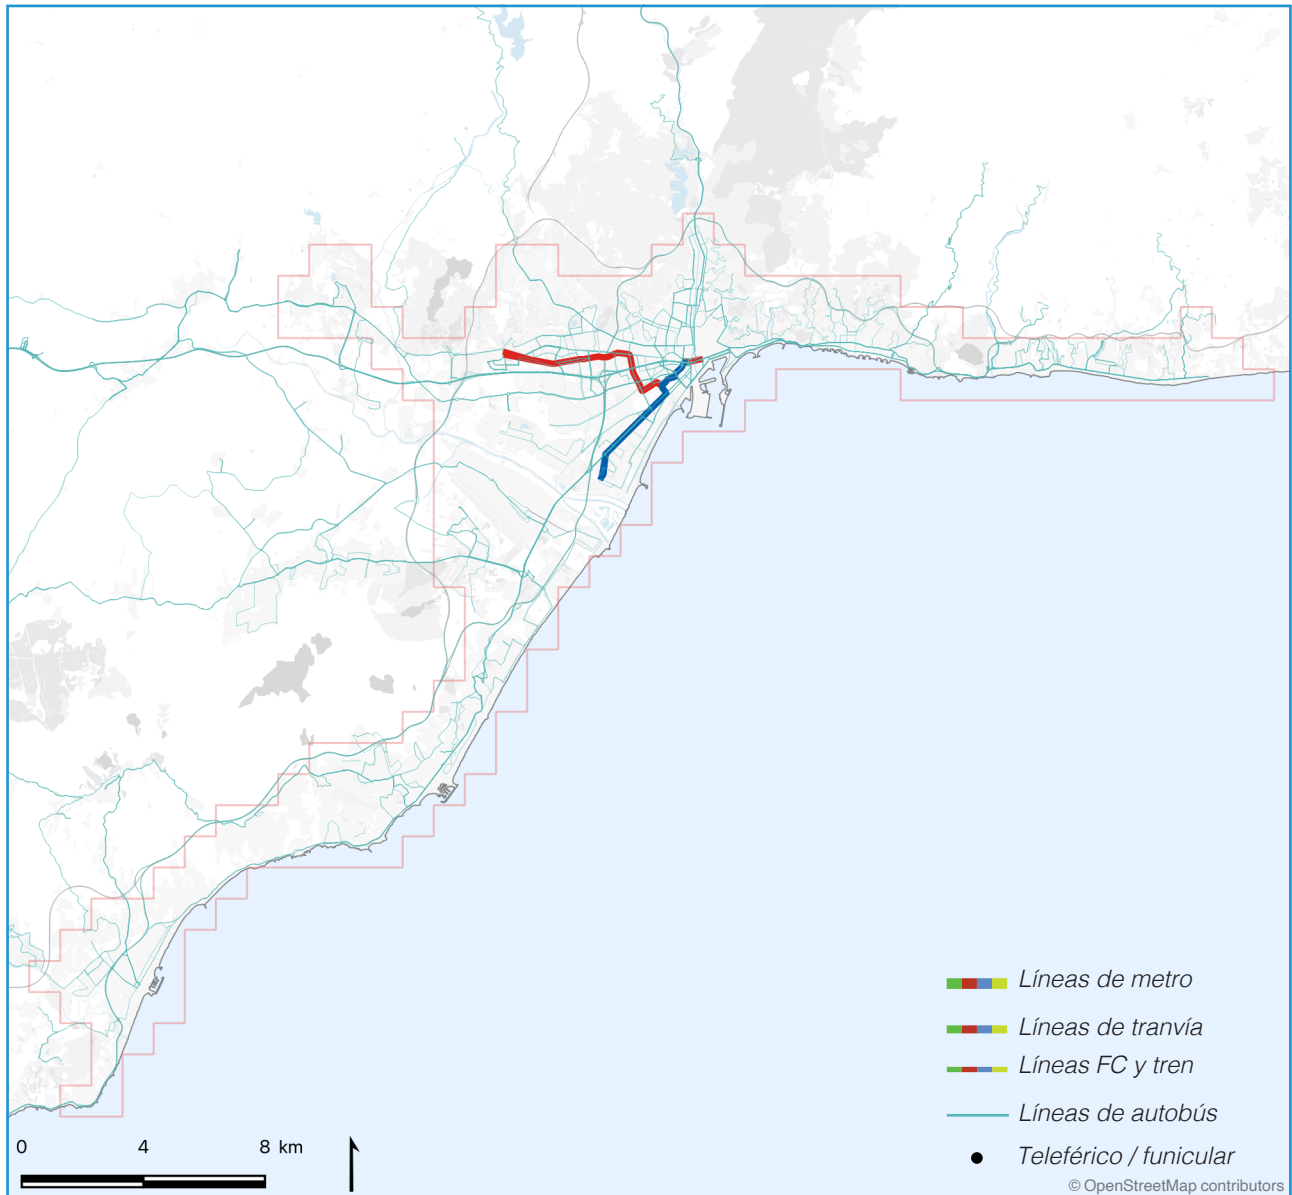 Líneas de metro
Líneas de tranvía
Líneas FC y tren
Líneas de autobús
Teleférico / funicular
0 4 8 km
© OpenStreetMap contributors